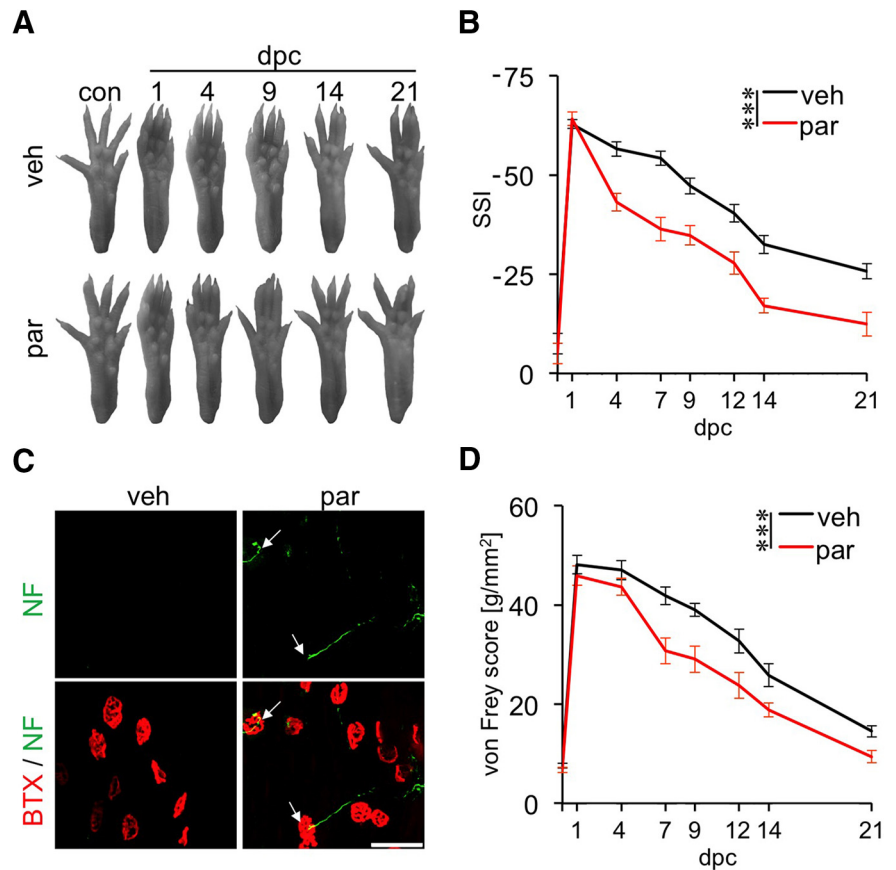 A
dpc
con 1 4 9 14 21
veh
par
B
-75
-50
-25
0
SSI
*** veh
par
1 4 7 9 12 14 21
dpc
C
veh par
NF
BTX / NF
D
60
40
20
0
von Frey score [g/mm²]
*** veh
par
1 4 7 9 12 14 21
dpc